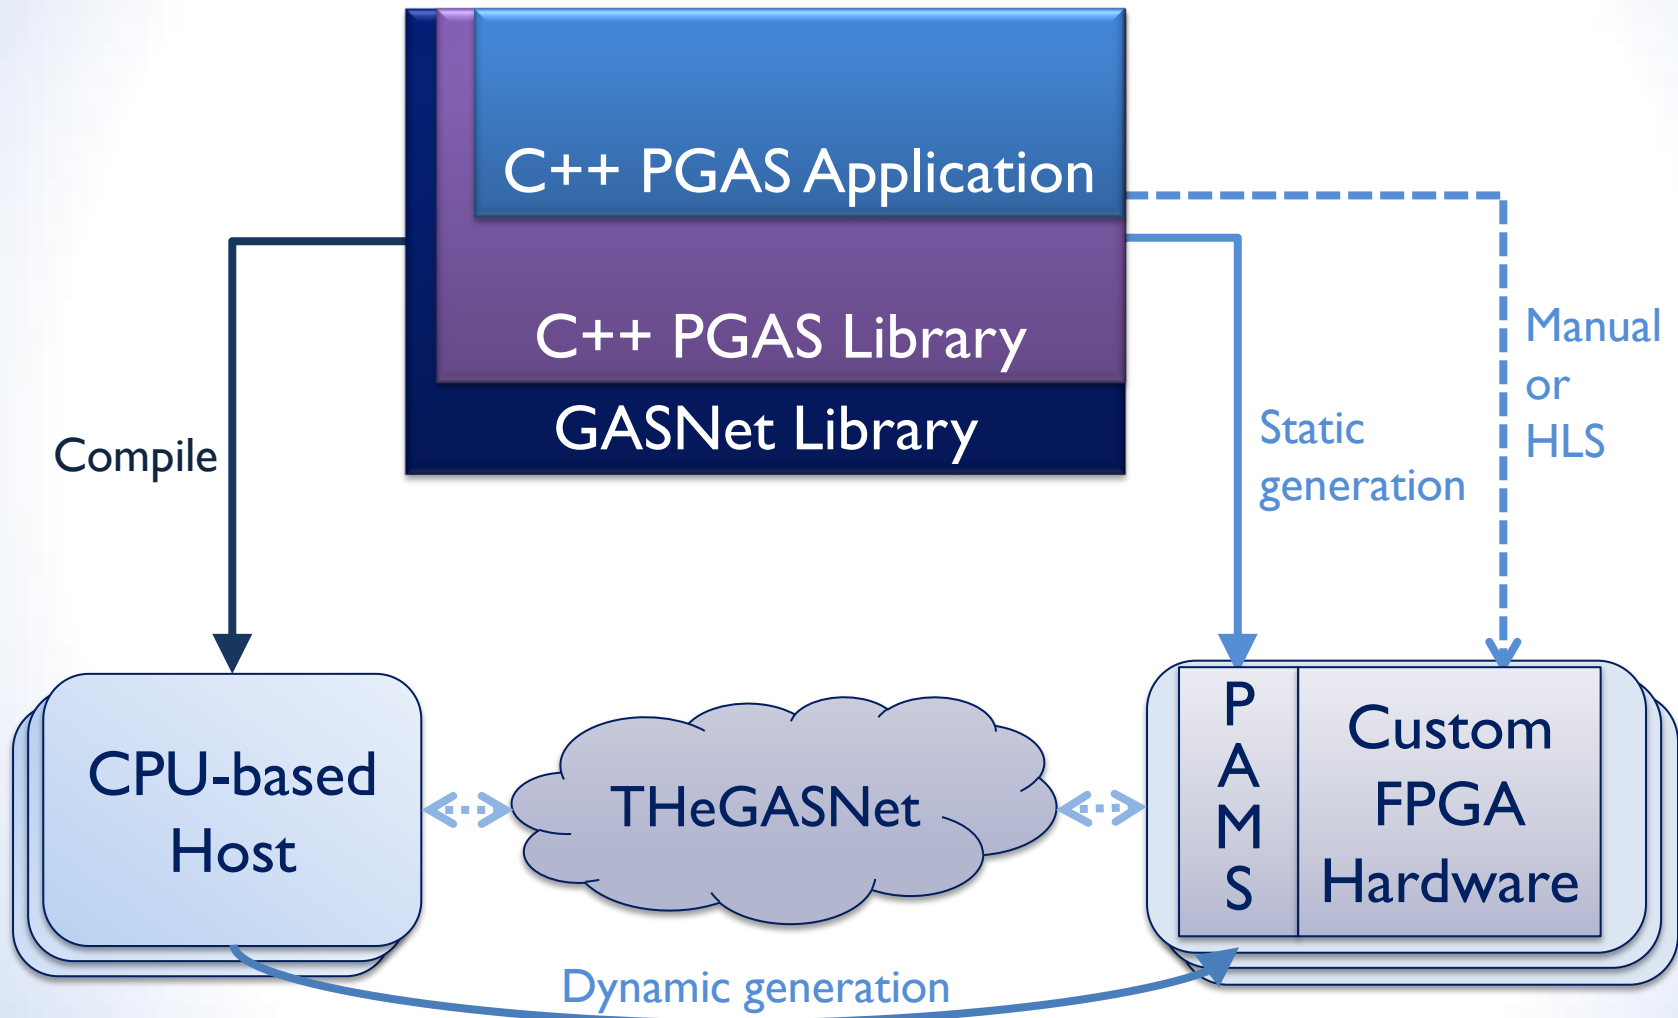 C++ PGAS Application
C++ PGAS Library
GASNet Library
Compile
Static
generation
Manual
or
HLS
CPU-based
Host
THeGASNet
P
A
M
S
Custom
FPGA
Hardware
Dynamic generation